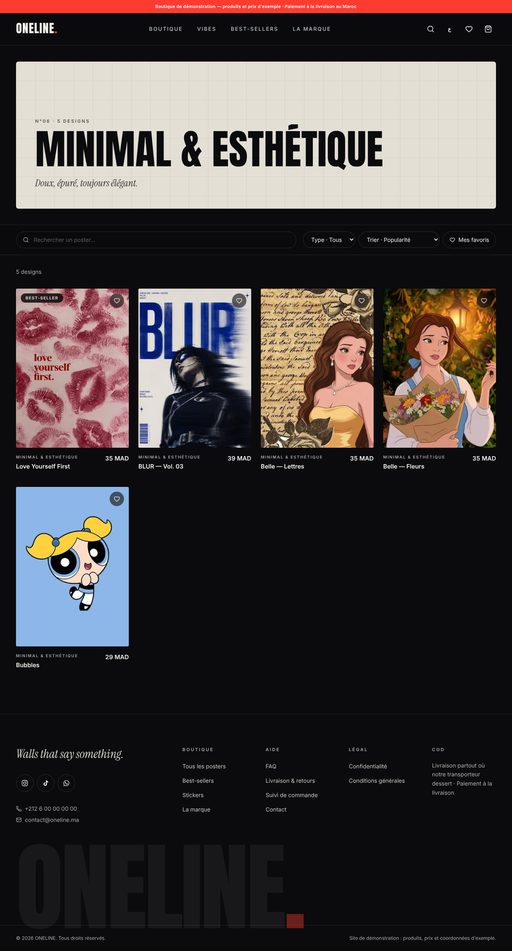 Boutique de démonstration — produits et prix d'exemple · Paiement à la livraison au Maroc
ONELINE.
BOUTIQUE VIBES BEST-SELLERS LA MARQUE
ع
N°06 · 5 DESIGNS
MINIMAL & ESTHÉTIQUE
Doux, épuré, toujours élégant.
Rechercher un poster...
Type · Tous
Trier · Popularité
Mes favoris
5 designs
BEST-SELLER
love
yourself
first.
BLUR
MINIMAL & ESTHÉTIQUE 35 MAD
Love Yourself First
MINIMAL & ESTHÉTIQUE 39 MAD
BLUR — Vol. 03
MINIMAL & ESTHÉTIQUE 35 MAD
Belle — Lettres
MINIMAL & ESTHÉTIQUE 35 MAD
Belle — Fleurs
MINIMAL & ESTHÉTIQUE 29 MAD
Bubbles
Walls that say something.
+212 6 00 00 00 00
contact@oneline.ma
BOUTIQUE
Tous les posters
Best-sellers
Stickers
La marque
AIDE
FAQ
Livraison & retours
Suivi de commande
Contact
LÉGAL
Confidentialité
Conditions générales
COD
Livraison partout où
notre transporteur
dessert · Paiement à la
livraison
ONELINE.
© 2026 ONELINE. Tous droits réservés.
Site de démonstration : produits, prix et coordonnées d'exemple.